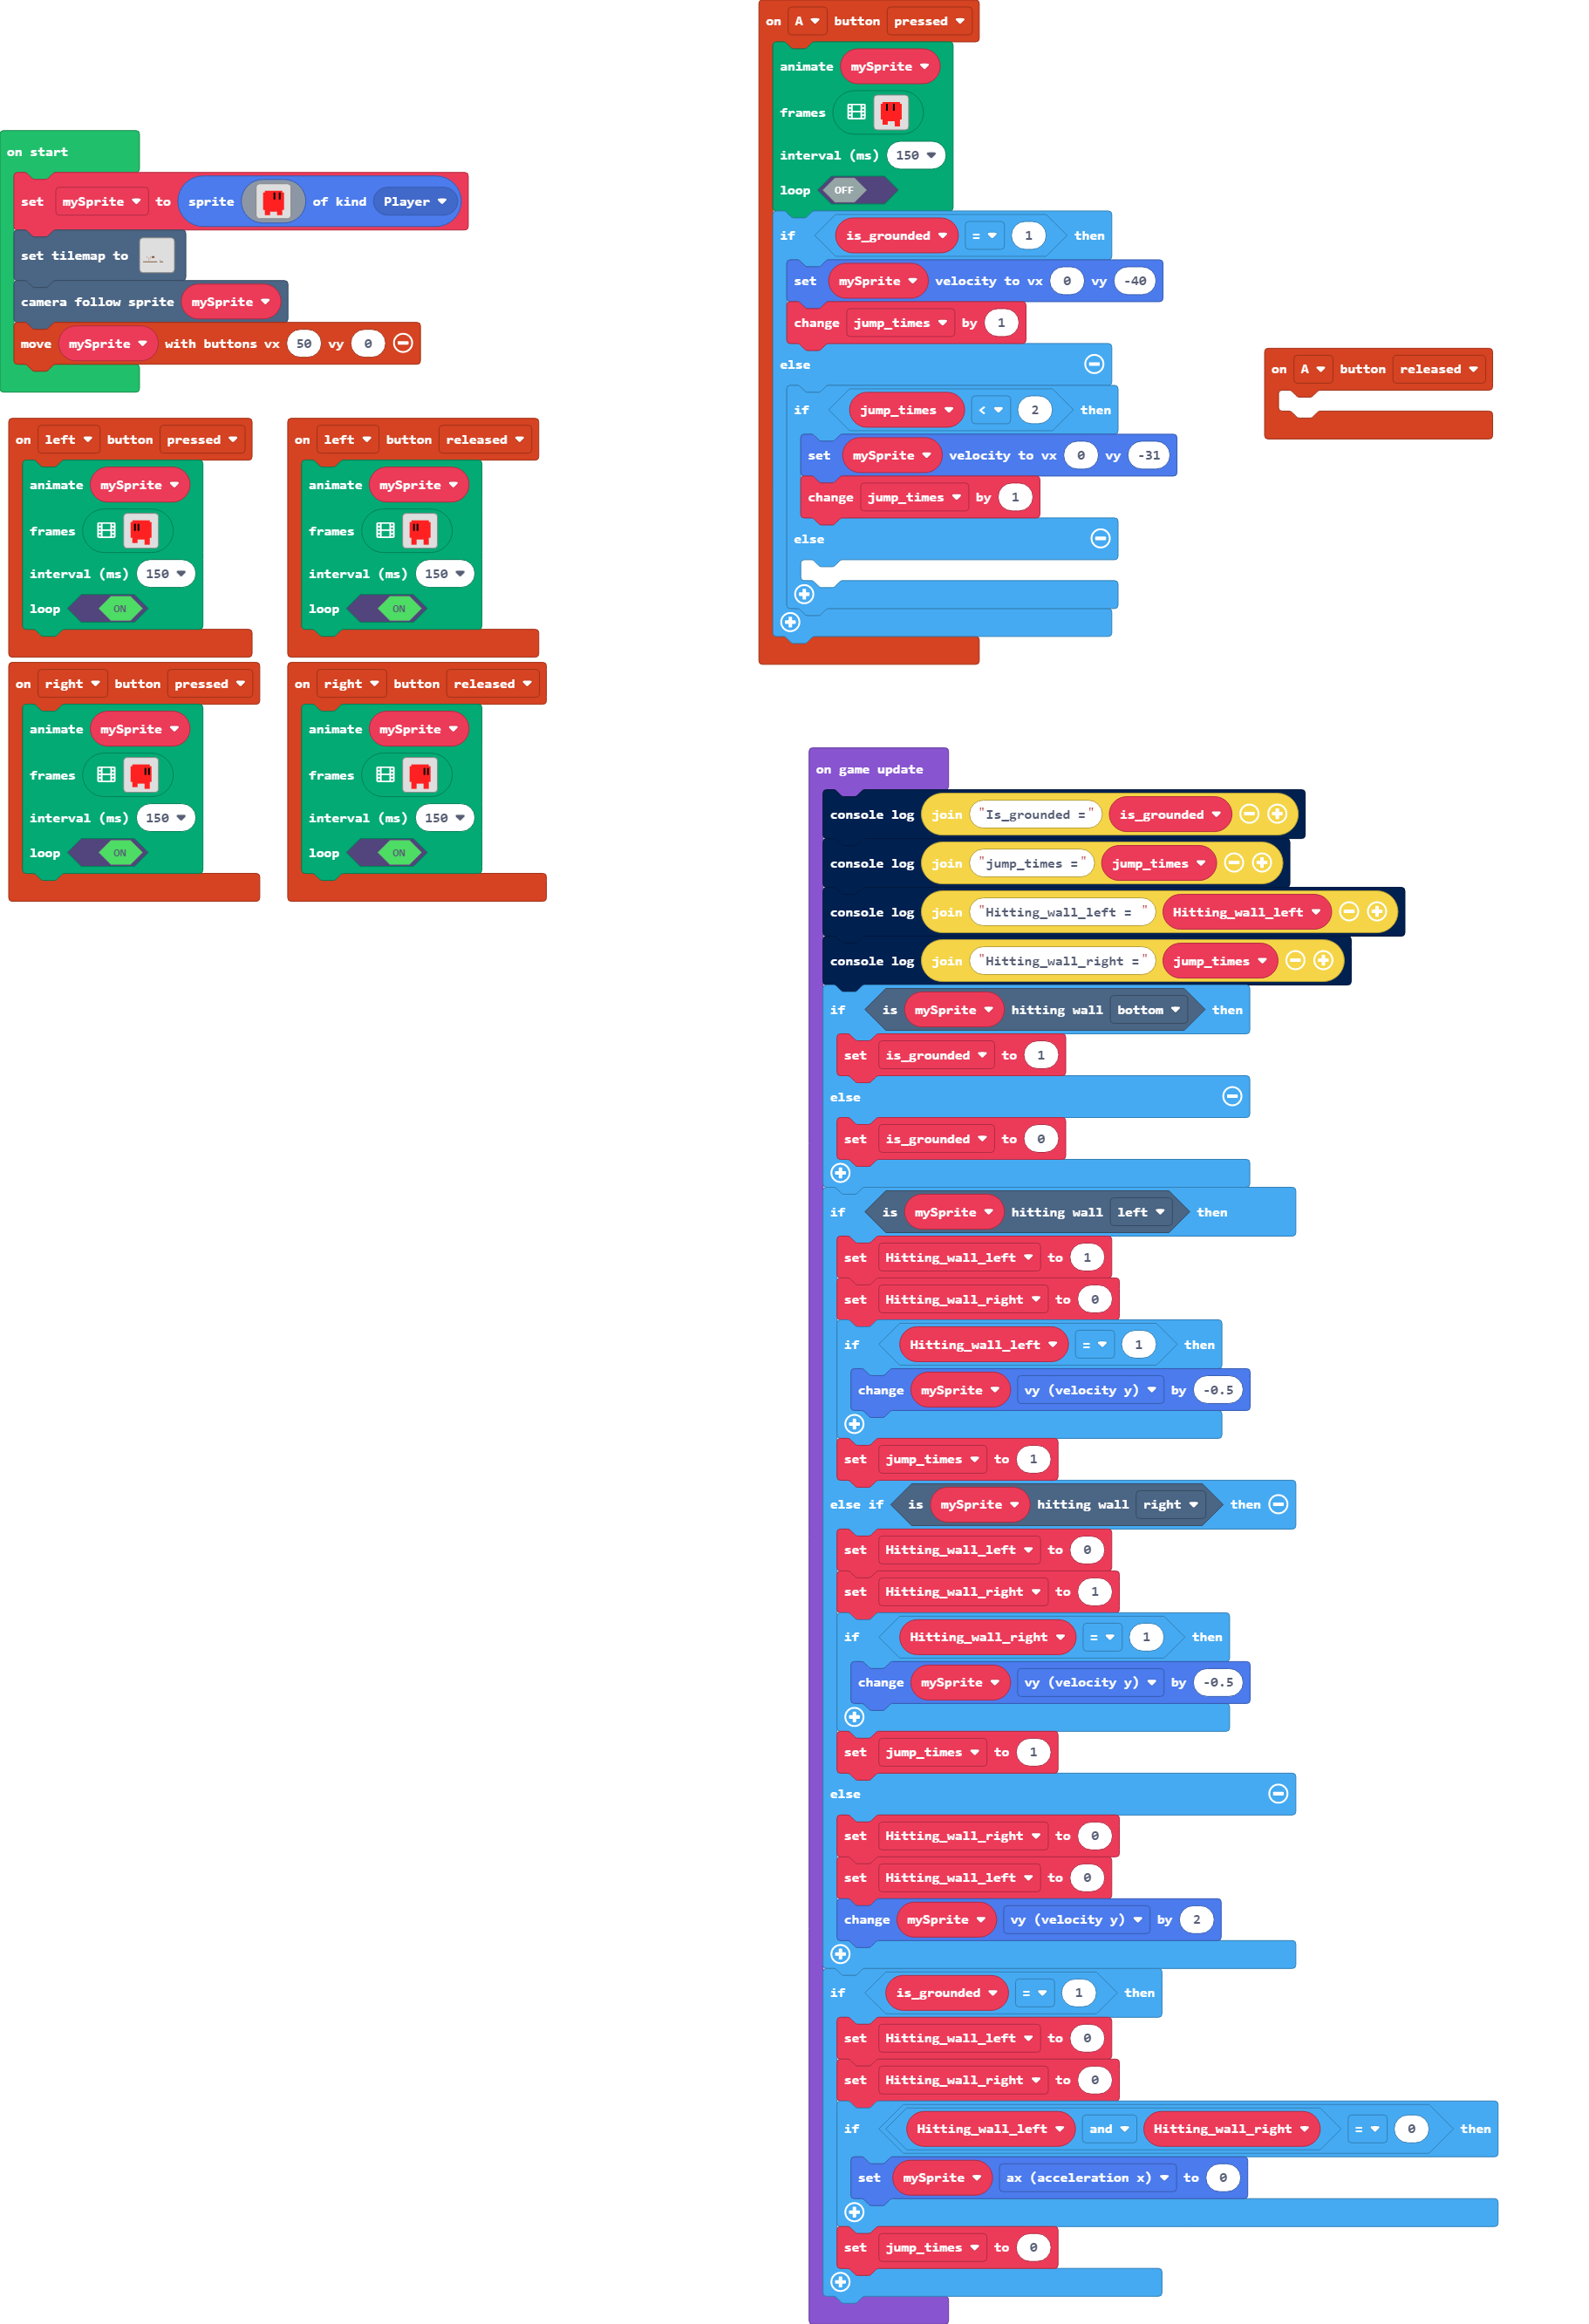 on start
set mySprite to sprite of kind Player
set tilemap to
camera follow sprite mySprite
move mySprite with buttons vx 50 vy 0
on left button pressed
animate mySprite
frames
interval (ms) 150
loop ON
on left button released
animate mySprite
frames
interval (ms) 150
loop ON
on right button pressed
animate mySprite
frames
interval (ms) 150
loop ON
on right button released
animate mySprite
frames
interval (ms) 150
loop ON
on A button pressed
animate mySprite
frames
interval (ms) 150
loop OFF
if is_grounded = 1 then
set mySprite velocity to vx 0 vy -40
change jump_times by 1
else
if jump_times < 2 then
set mySprite velocity to vx 0 vy -31
change jump_times by 1
else
on A button released
on game update
console log join "Is_grounded =" is_grounded
console log join "jump_times =" jump_times
console log join "Hitting_wall_left = " Hitting_wall_left
console log join "Hitting_wall_right =" jump_times
if is mySprite hitting wall bottom then
set is_grounded to 1
else
set is_grounded to 0
if is mySprite hitting wall left then
set Hitting_wall_left to 1
set Hitting_wall_right to 0
if Hitting_wall_left = 1 then
change mySprite vy (velocity y) by -0.5
set jump_times to 1
else if is mySprite hitting wall right then
set Hitting_wall_left to 0
set Hitting_wall_right to 1
if Hitting_wall_right = 1 then
change mySprite vy (velocity y) by -0.5
set jump_times to 1
else
set Hitting_wall_right to 0
set Hitting_wall_left to 0
change mySprite vy (velocity y) by 2
if is_grounded = 1 then
set Hitting_wall_left to 0
set Hitting_wall_right to 0
if Hitting_wall_left and Hitting_wall_right = 0 then
set mySprite ax (acceleration x) to 0
set jump_times to 0